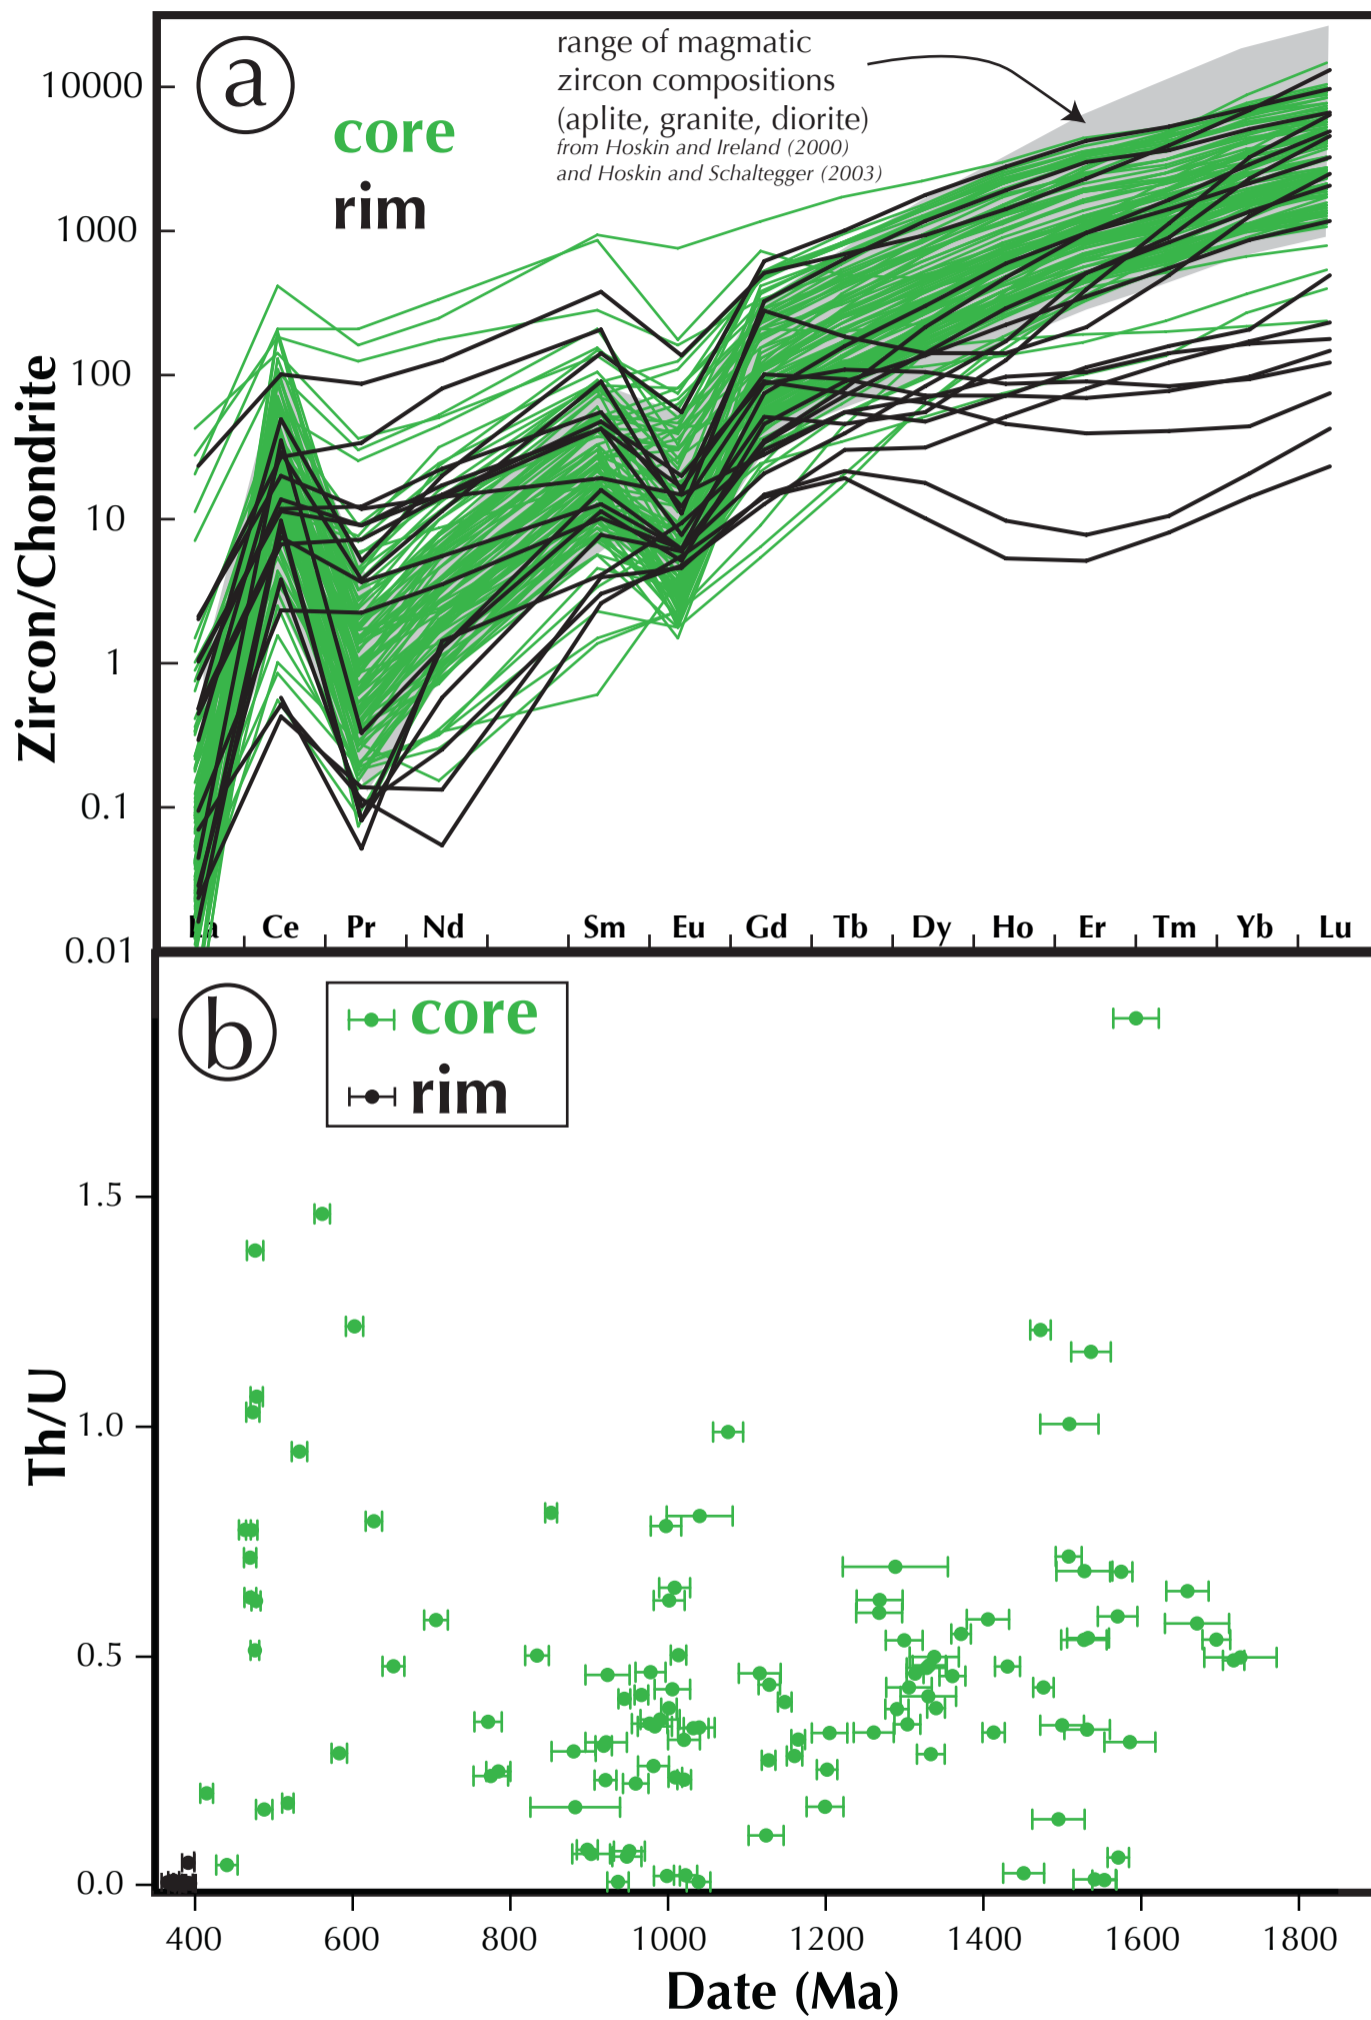 a
range of magmatic
zircon compositions
(aplite, granite, diorite)
from Hoskin and Ireland (2000)
and Hoskin and Schaltegger (2003)
core
rim
Zircon/Chondrite
10000
1000
100
10
1
0.1
0.01
La Ce Pr Nd Sm Eu Gd Tb Dy Ho Er Tm Yb Lu
b
core
rim
Th/U
1.5
1.0
0.5
0.0
400 600 800 1000 1200 1400 1600 1800
Date (Ma)